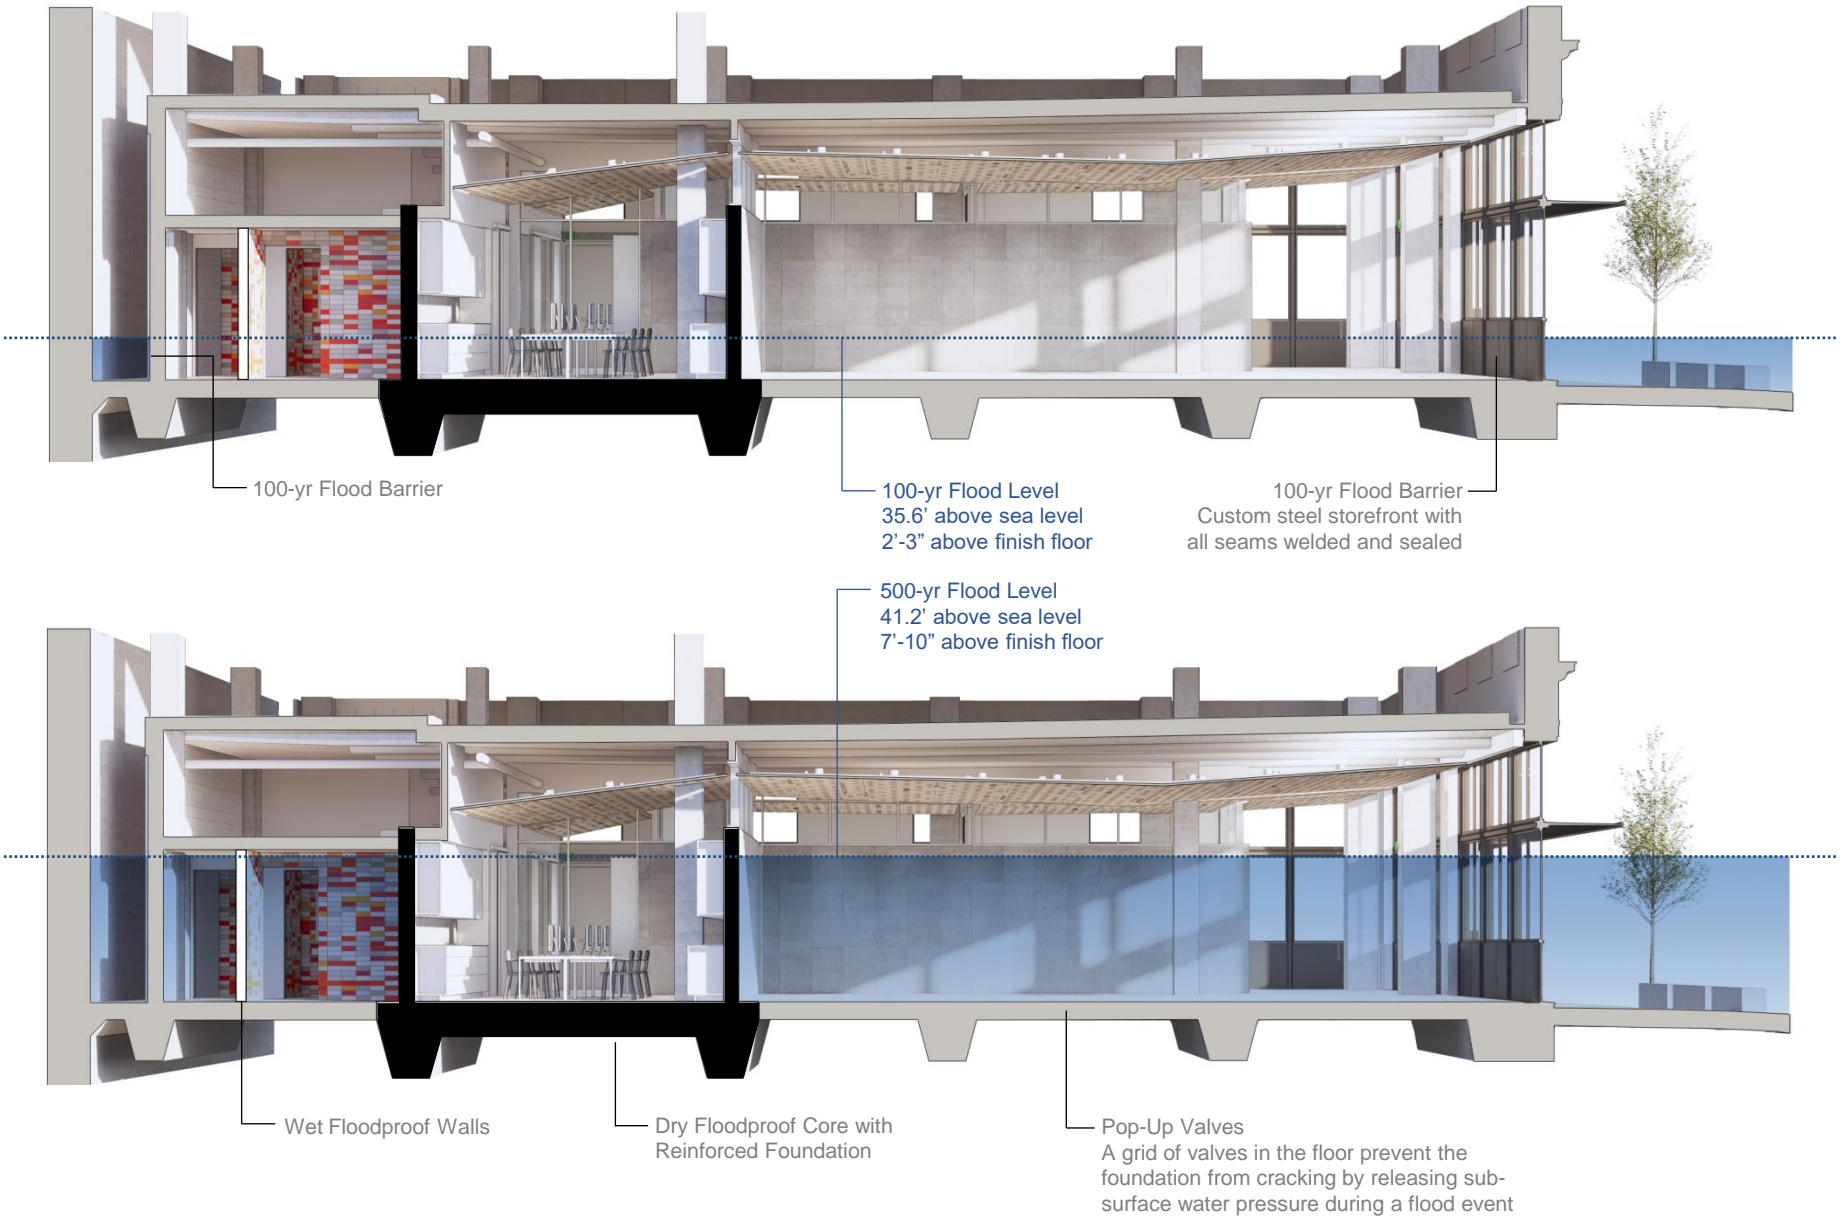 100-yr Flood Barrier
100-yr Flood Level
35.6’ above sea level
2’-3” above finish floor
100-yr Flood Barrier
Custom steel storefront with
all seams welded and sealed
500-yr Flood Level
41.2’ above sea level
7’-10” above finish floor
Wet Floodproof Walls
Dry Floodproof Core with
Reinforced Foundation
Pop-Up Valves
A grid of valves in the floor prevent the
foundation from cracking by releasing sub-
surface water pressure during a flood event